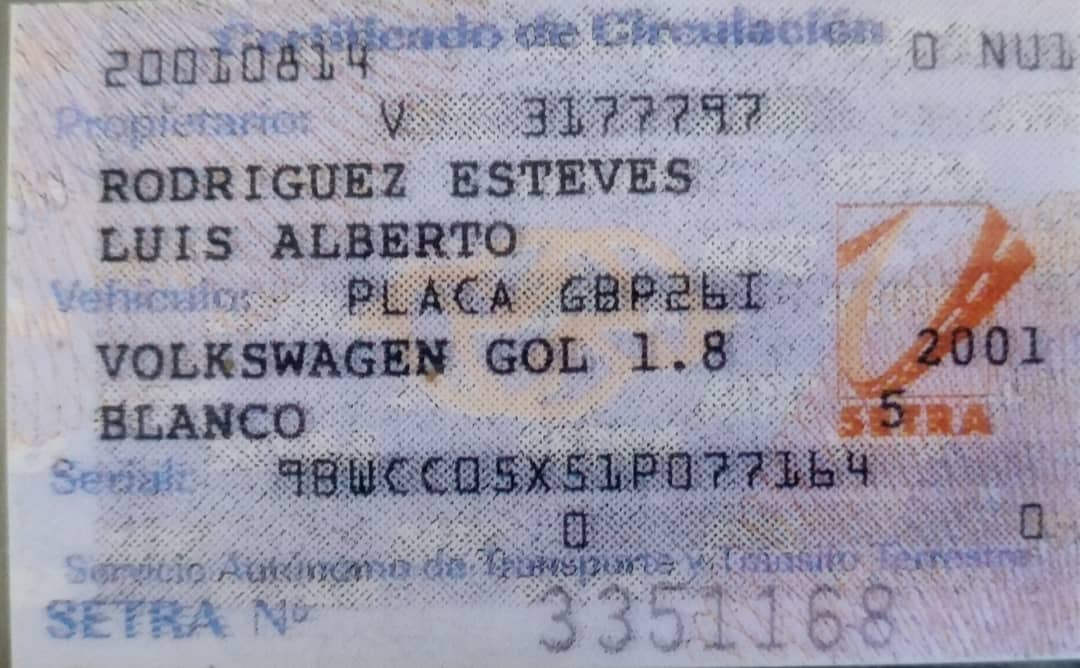 Certificado de Circulación
20010814 0 NU1
Propietario: V 3177797
RODRIGUEZ ESTEVES
LUIS ALBERTO
Vehículo: PLACA GBP26I
VOLKSWAGEN GOL 1.8 2001
BLANCO 5
SETRA
Serial: 9BWCC05X51P077164
0 0
Servicio Autónomo de Transporte y Tránsito Terrestre
SETRA Nº 3351168